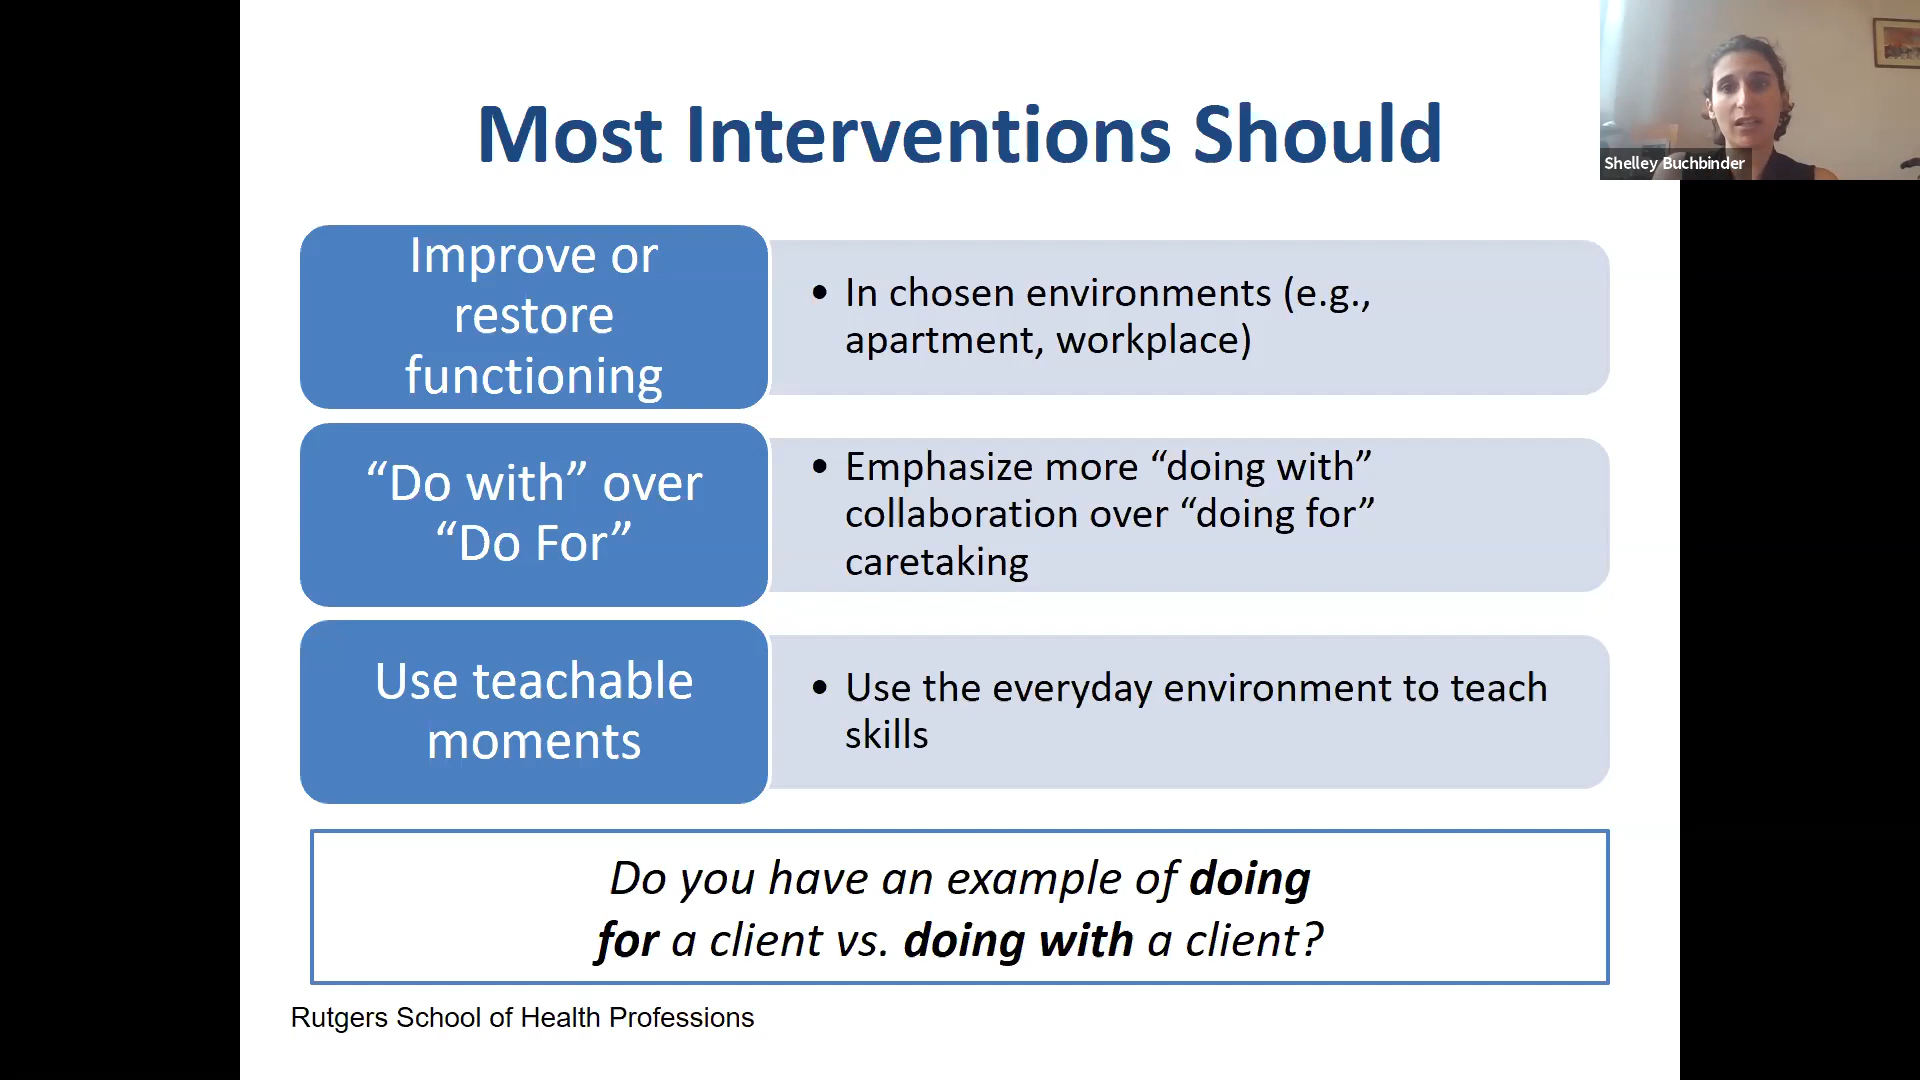 Most Interventions Should
Shelley Buchbinder
Improve or
restore
functioning
• In chosen environments (e.g.,
apartment, workplace)
“Do with” over
“Do For”
• Emphasize more “doing with”
collaboration over “doing for”
caretaking
Use teachable
moments
• Use the everyday environment to teach
skills
Do you have an example of doing
for a client vs. doing with a client?
Rutgers School of Health Professions